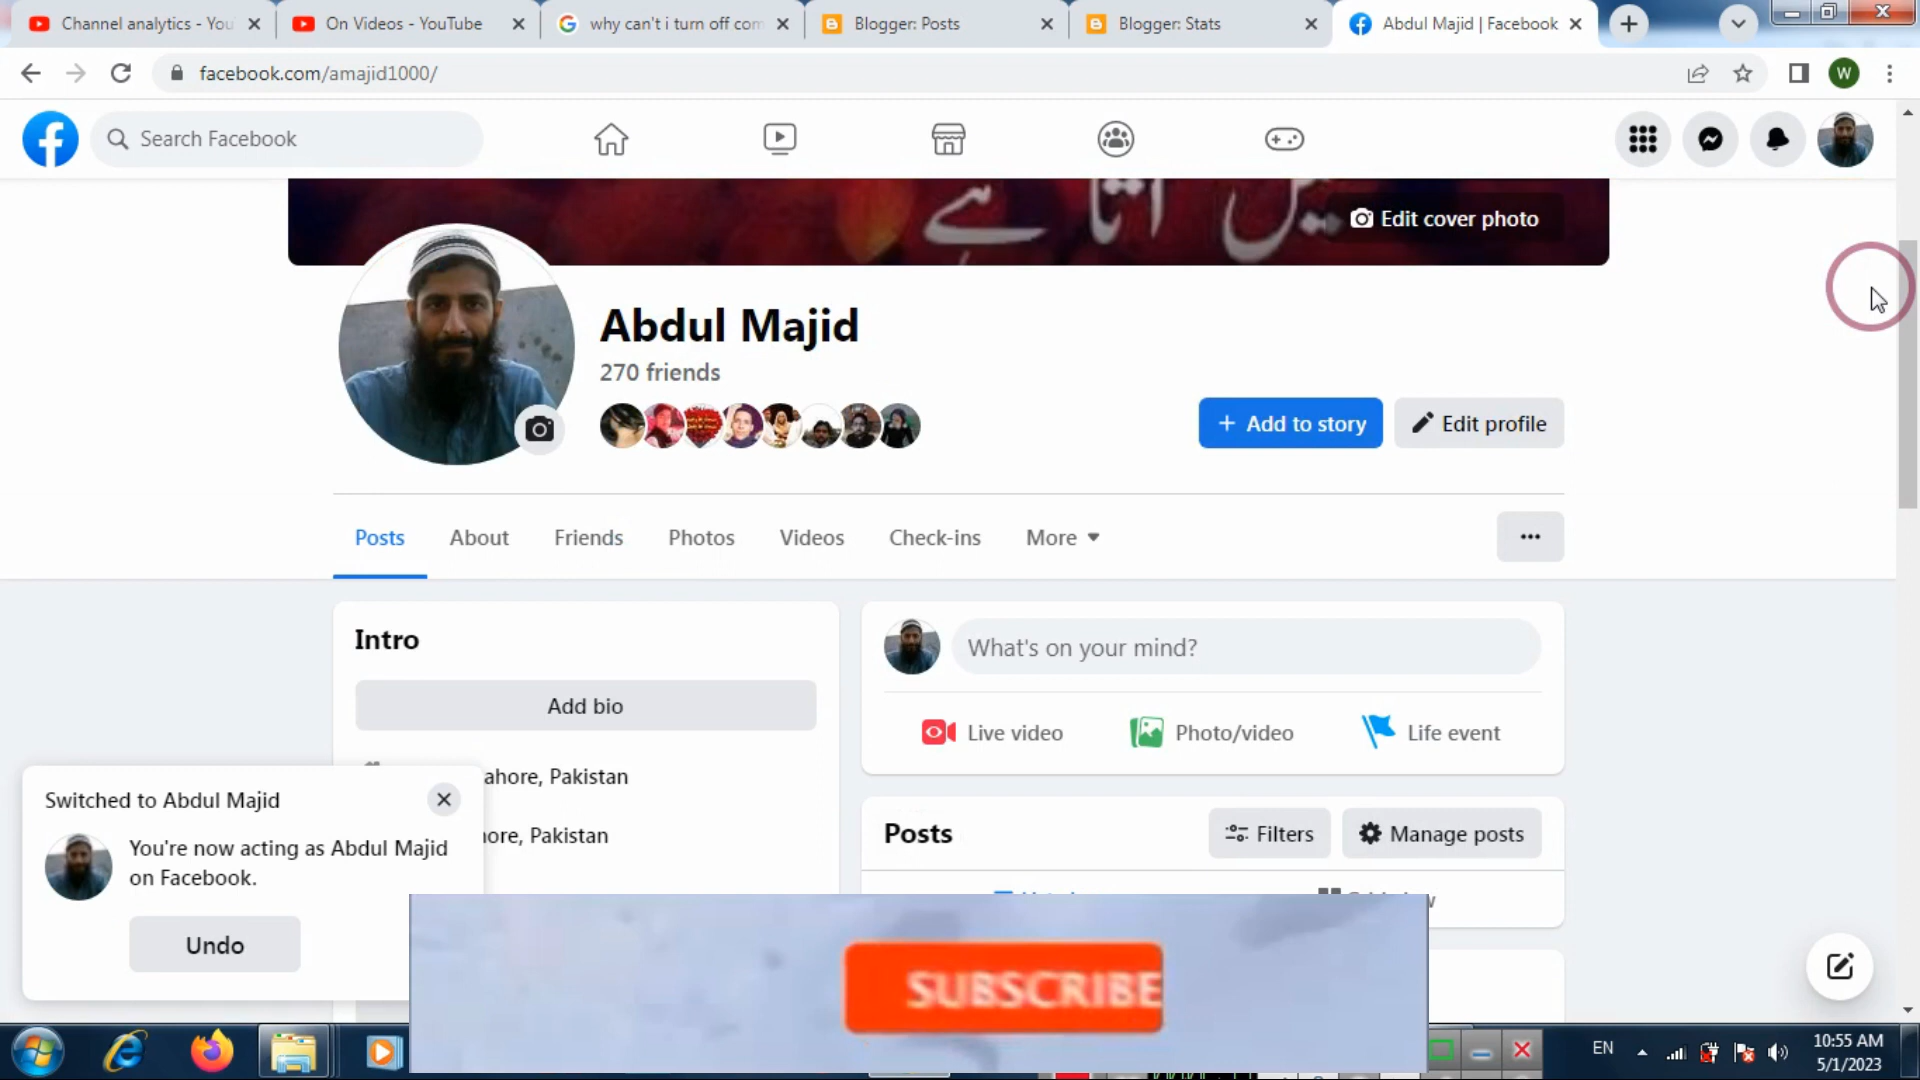 Channel analytics - You
On Videos - YouTube
why can't i turn off com
Blogger: Posts
Blogger: Stats
Abdul Majid | Facebook
facebook.com/amajid1000/
W
Search Facebook
نہیں آتا ہے
Edit cover photo
Abdul Majid
270 friends
+ Add to story
Edit profile
Posts
About
Friends
Photos
Videos
Check-ins
More
Intro
What's on your mind?
Add bio
Live video
Photo/video
Life event
ahore, Pakistan
ore, Pakistan
Switched to Abdul Majid
You're now acting as Abdul Majid
on Facebook.
Undo
Posts
Filters
Manage posts
SUBSCRIBE
EN
10:55 AM
5/1/2023